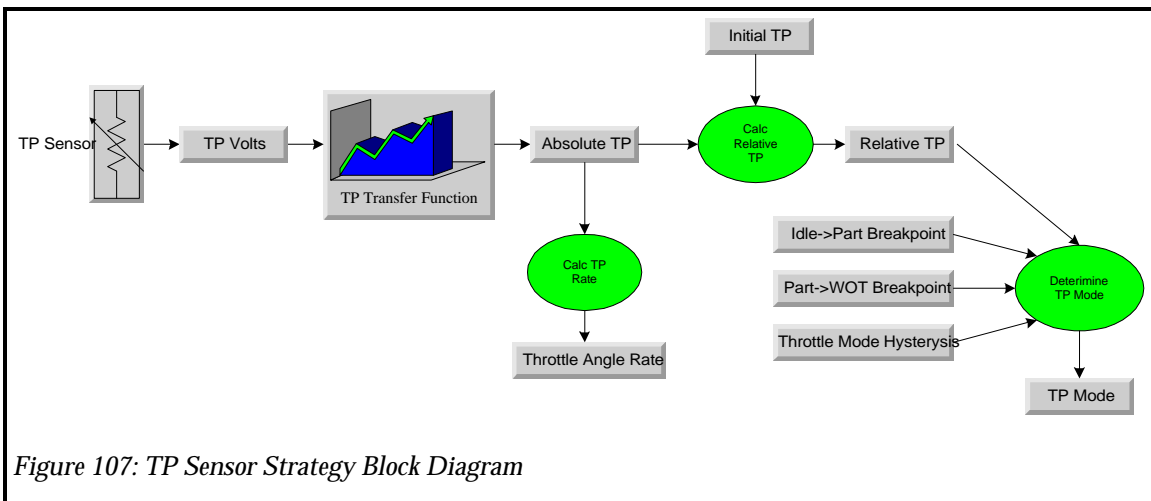 Initial TP
TP Sensor
TP Volts
TP Transfer Function
Absolute TP
Calc
Relative
TP
Relative TP
Calc TP
Rate
Throttle Angle Rate
Idle->Part Breakpoint
Part->WOT Breakpoint
Throttle Mode Hysterysis
Deterimine
TP Mode
TP Mode
Figure 107: TP Sensor Strategy Block Diagram